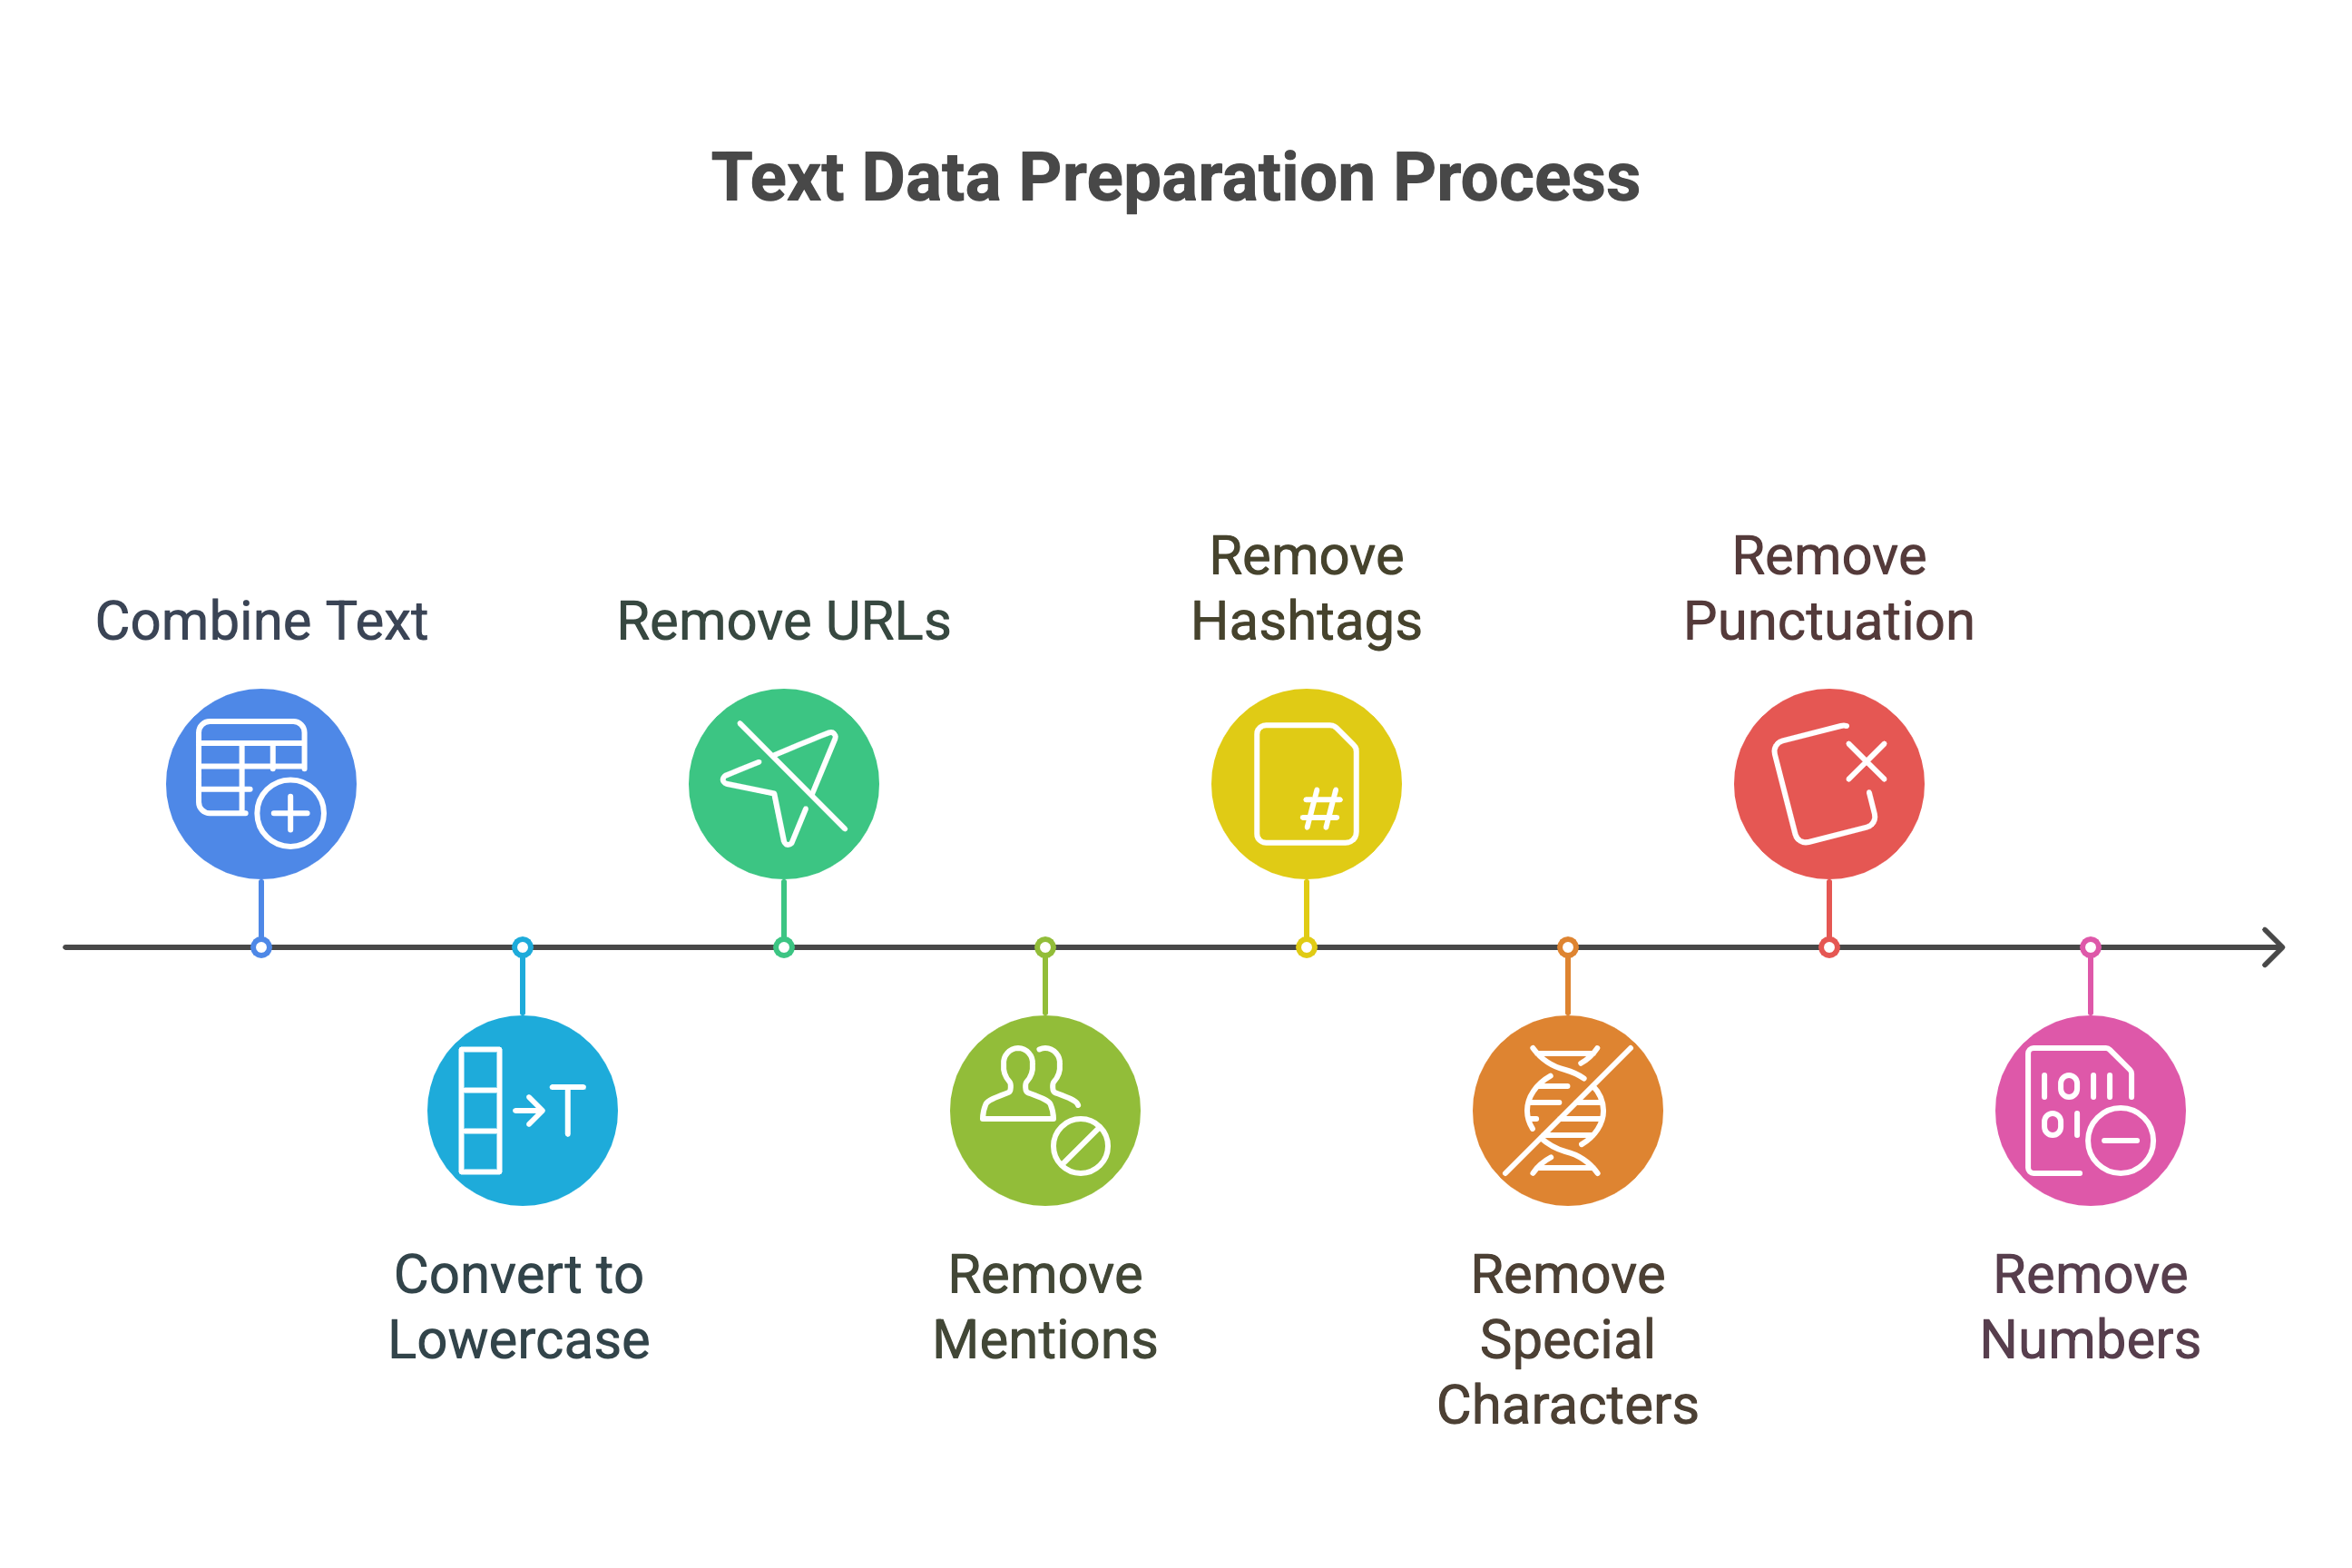 Text Data Preparation Process
Combine Text
Convert to
Lowercase
Remove URLs
Remove
Mentions
Remove
Hashtags
#
Remove
Special
Characters
Remove
Punctuation
Remove
Numbers